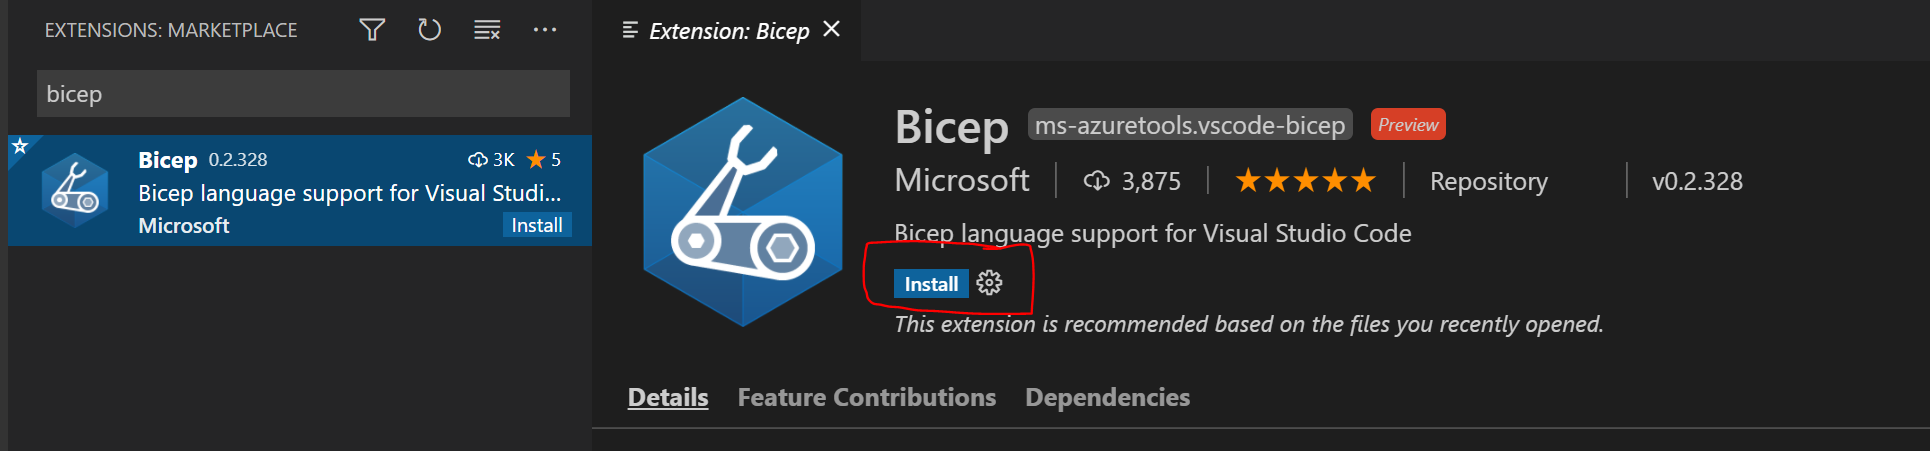 EXTENSIONS: MARKETPLACE
bicep
Bicep 0.2.328 3K 5
Bicep language support for Visual Studi...
Microsoft Install
Extension: Bicep
Bicep ms-azuretools.vscode-bicep Preview
Microsoft 3,875 Repository v0.2.328
Bicep language support for Visual Studio Code
Install
This extension is recommended based on the files you recently opened.
Details Feature Contributions Dependencies